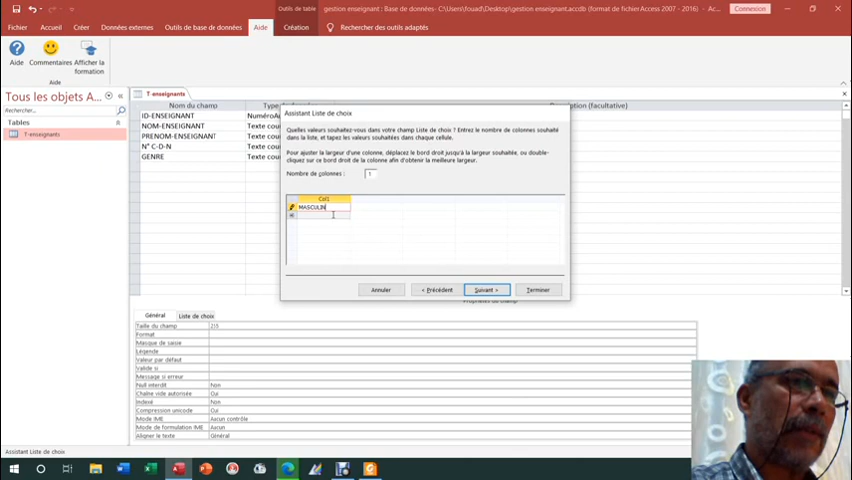 Outils de table
gestion enseignant : Base de données- C:\Users\fouad\Desktop\gestion enseignant.accdb (format de fichier Access 2007 - 2016) -
Connexion
Fichier Accueil Créer Données externes Outils de base de données Aide Création Rechercher des outils adaptés
Aide Commentaires Afficher la formation
Aide
Tous les objets A...
Rechercher...
Tables
T-enseignants
T-enseignants
Nom du champ
Description (facultative)
ID-ENSEIGNANT NuméroAu
NOM-ENSEIGNANT Texte cou
PRENOM-ENSEIGNANT Texte cou
N° C-D-N Texte cou
GENRE Texte cou
Assistant Liste de choix
Quelles valeurs souhaitez-vous dans votre champ Liste de choix ? Entrez le nombre de colonnes souhaité
dans la liste, et tapez les valeurs souhaitées dans chaque cellule.
Pour ajuster la largeur d'une colonne, déplacez le bord droit jusqu'à la largeur souhaitée, ou double-
cliquez sur ce bord droit de la colonne afin d'obtenir la meilleure largeur.
Nombre de colonnes : 1
Col1
MASCULIN
Annuler < Précédent Suivant > Terminer
Général Liste de choix
Taille du champ 255
Format
Masque de saisie
Légende
Valeur par défaut
Valide si
Message si erreur
Null interdit Non
Chaîne vide autorisée Oui
Indexé Non
Compression unicode Oui
Mode IME Aucun contrôle
Mode de formulation IME Aucun
Aligner le texte Général
Assistant Liste de choix